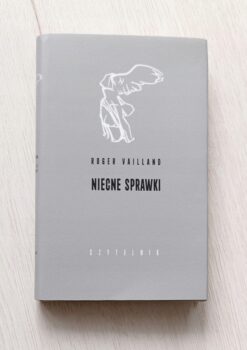 ROGER VAILLAND
NIECNE SPRAWKI
CZYTELNIK